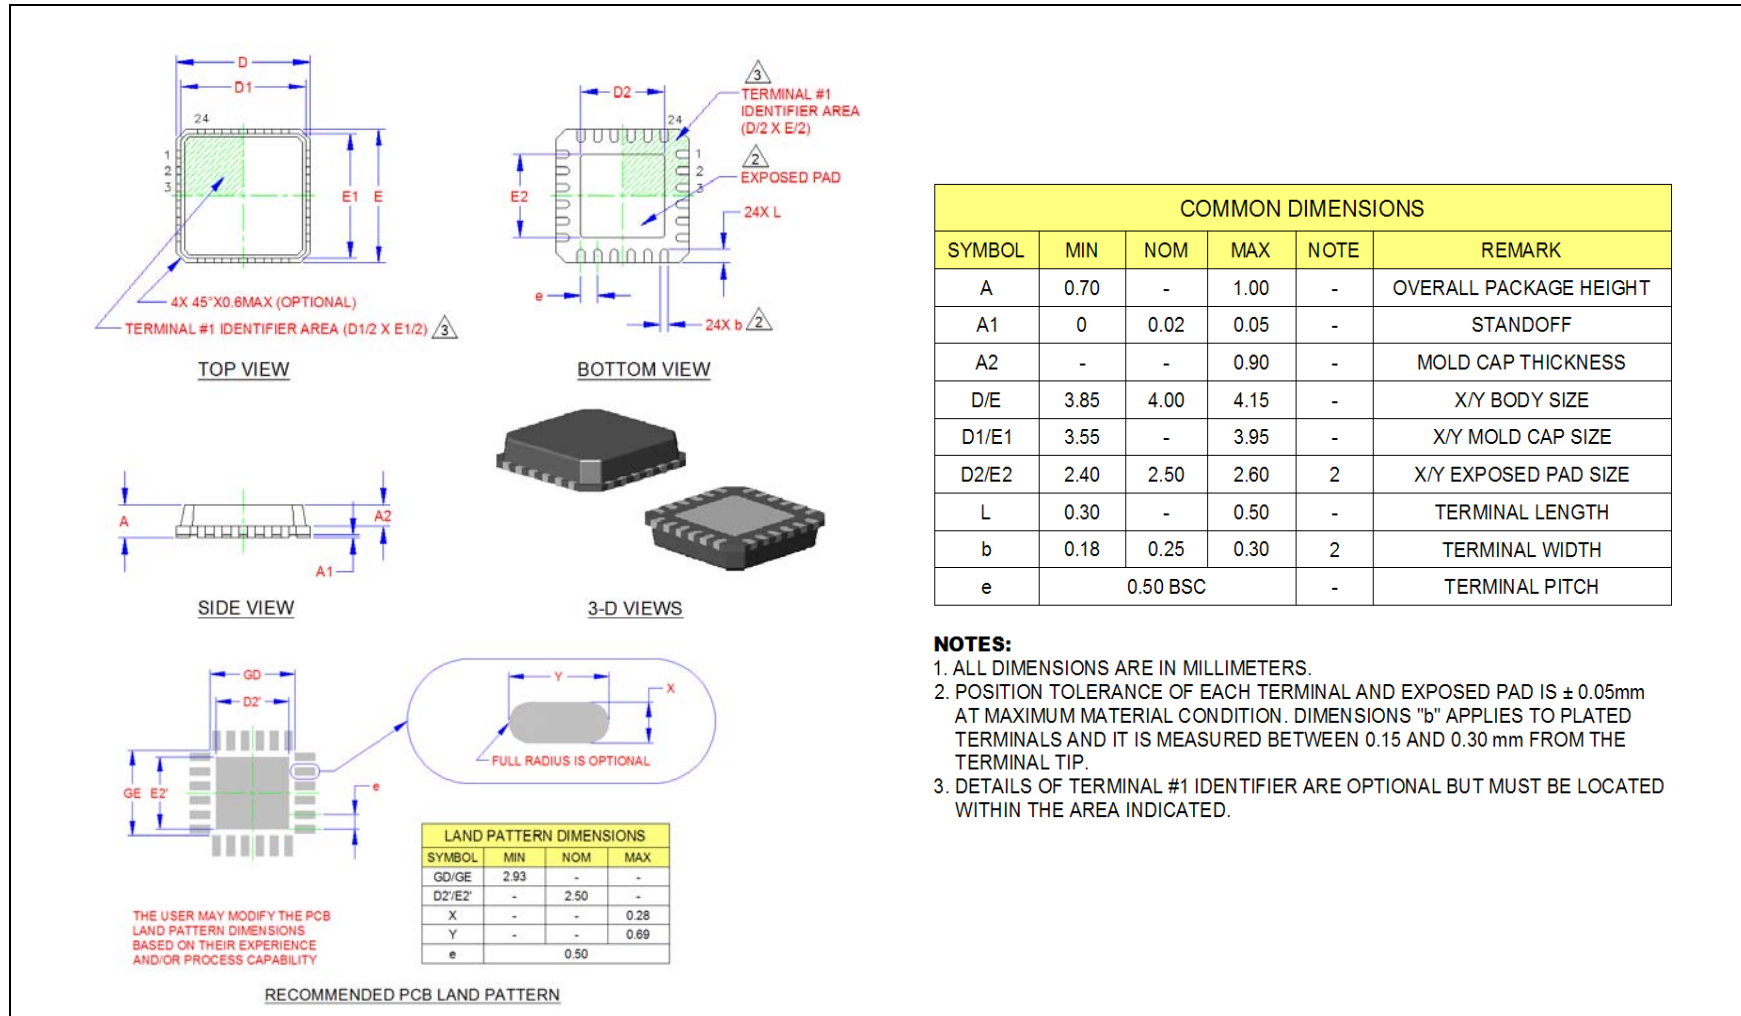 D
D1
24
1
2
3
E1
E
4X 45°X0.6MAX (OPTIONAL)
TERMINAL #1 IDENTIFIER AREA (D1/2 X E1/2) 3
TOP VIEW
D2
3
TERMINAL #1
IDENTIFIER AREA
(D/2 X E/2)
24
1
2
3
2
EXPOSED PAD
E2
24X L
e
24X b 2
BOTTOM VIEW
A
A2
A1
SIDE VIEW
3-D VIEWS
GD
D2'
GE
E2'
e
Y
X
FULL RADIUS IS OPTIONAL
LAND PATTERN DIMENSIONS
SYMBOL MIN NOM MAX
GD/GE 2.93 - -
D2'/E2' - 2.50 -
X - - 0.28
Y - - 0.69
e 0.50
THE USER MAY MODIFY THE PCB
LAND PATTERN DIMENSIONS
BASED ON THEIR EXPERIENCE
AND/OR PROCESS CAPABILITY
RECOMMENDED PCB LAND PATTERN
COMMON DIMENSIONS
SYMBOL MIN NOM MAX NOTE REMARK
A 0.70 - 1.00 - OVERALL PACKAGE HEIGHT
A1 0 0.02 0.05 - STANDOFF
A2 - - 0.90 - MOLD CAP THICKNESS
D/E 3.85 4.00 4.15 - X/Y BODY SIZE
D1/E1 3.55 - 3.95 - X/Y MOLD CAP SIZE
D2/E2 2.40 2.50 2.60 2 X/Y EXPOSED PAD SIZE
L 0.30 - 0.50 - TERMINAL LENGTH
b 0.18 0.25 0.30 2 TERMINAL WIDTH
e 0.50 BSC - TERMINAL PITCH
NOTES:
1. ALL DIMENSIONS ARE IN MILLIMETERS.
2. POSITION TOLERANCE OF EACH TERMINAL AND EXPOSED PAD IS ± 0.05mm
AT MAXIMUM MATERIAL CONDITION. DIMENSIONS "b" APPLIES TO PLATED
TERMINALS AND IT IS MEASURED BETWEEN 0.15 AND 0.30 mm FROM THE
TERMINAL TIP.
3. DETAILS OF TERMINAL #1 IDENTIFIER ARE OPTIONAL BUT MUST BE LOCATED
WITHIN THE AREA INDICATED.